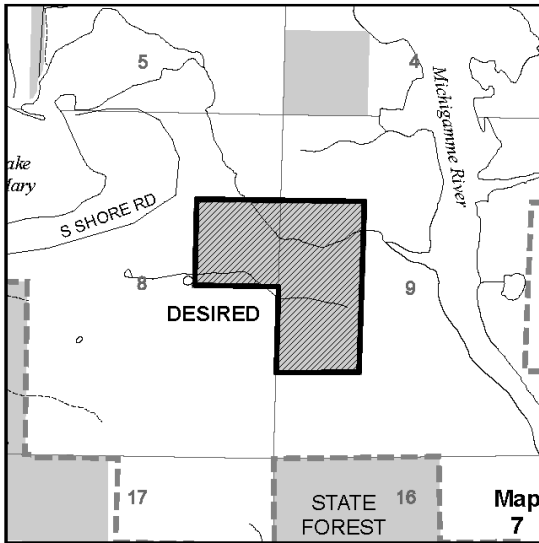 5
4
Michigamme River
ake
Mary
S SHORE RD
8
9
DESIRED
17
STATE
FOREST
16
Map
7